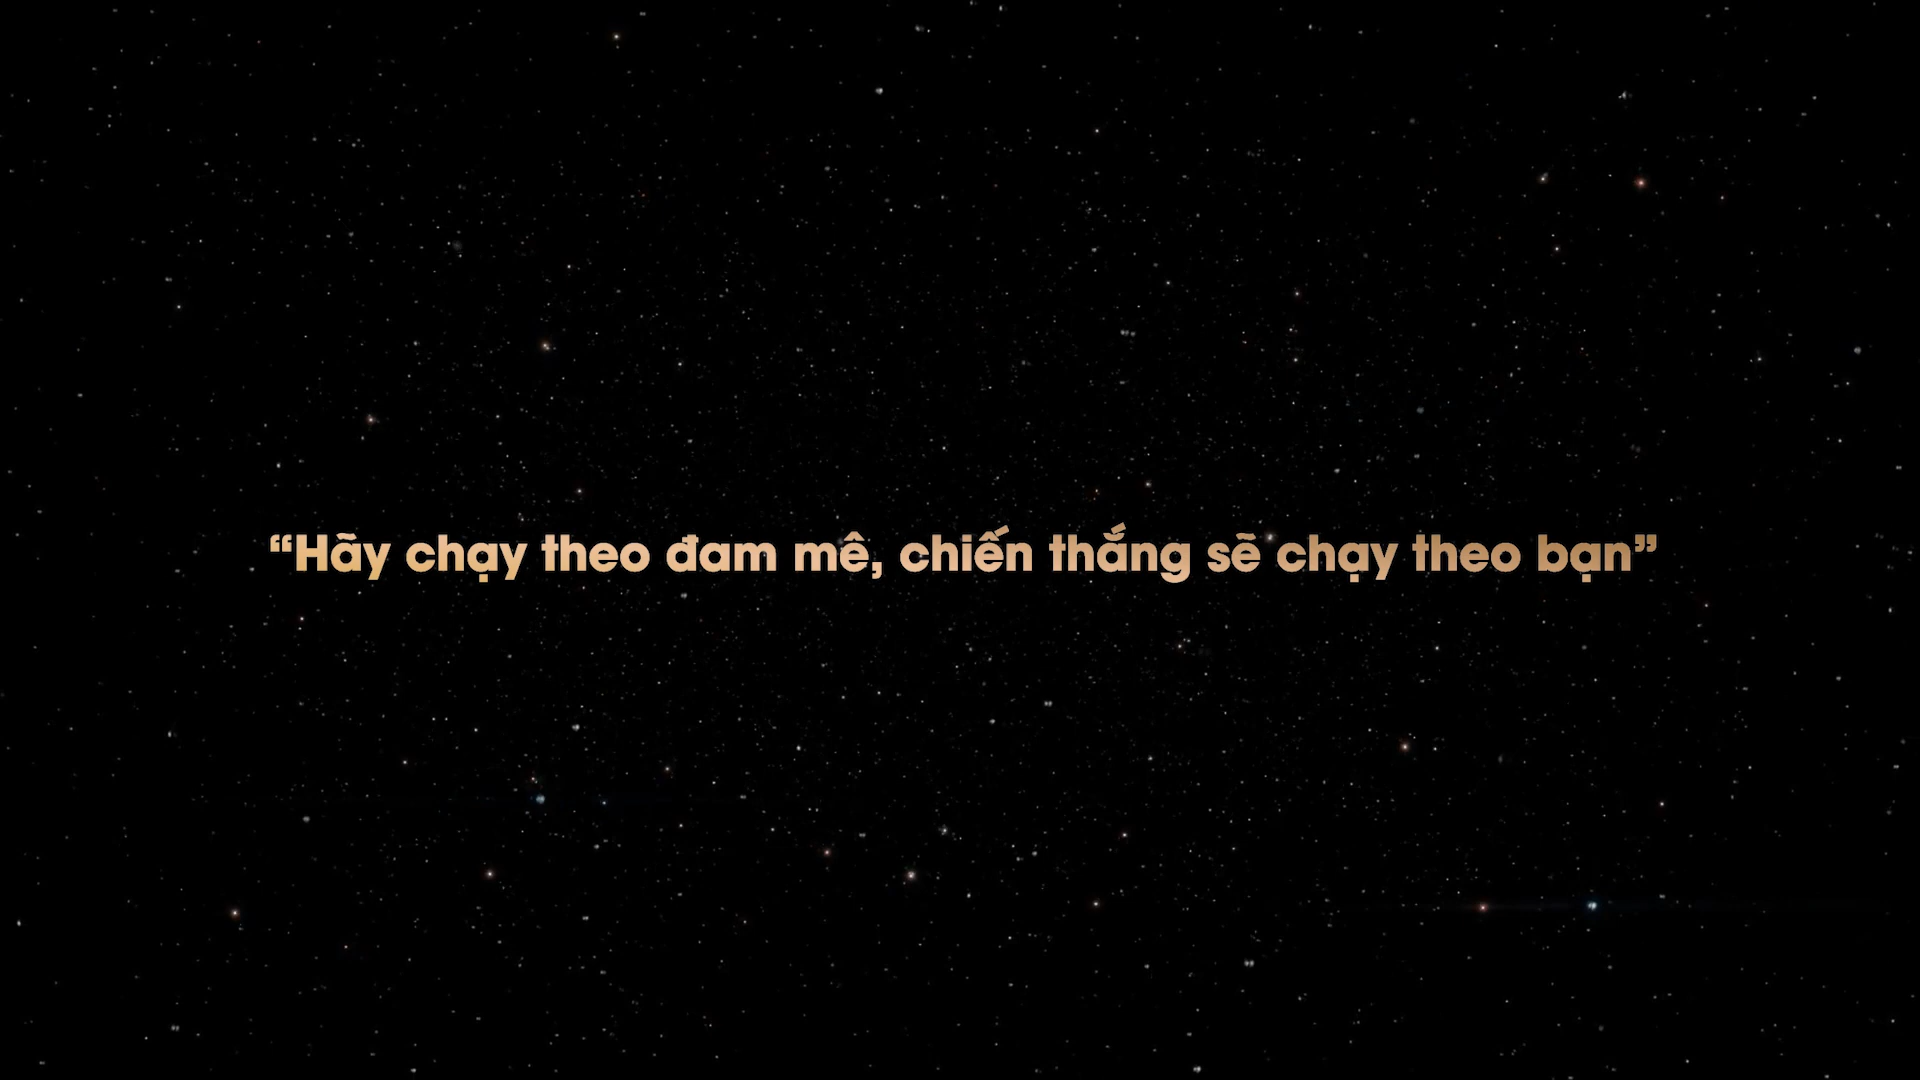 “Hãy chạy theo đam mê, chiến thắng sẽ chạy theo bạn”